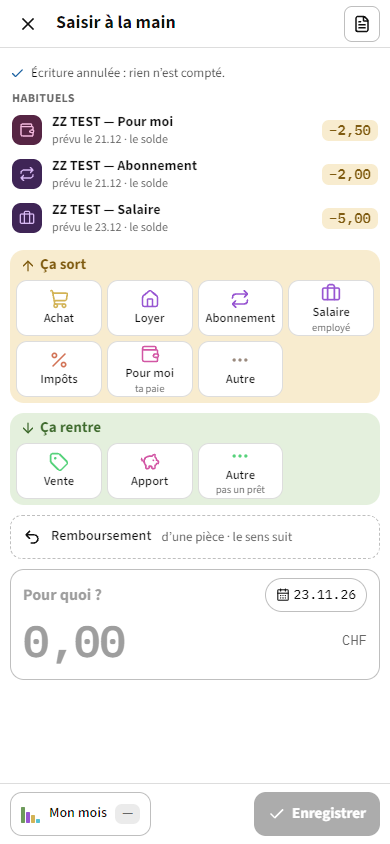 Saisir à la main
Écriture annulée : rien n'est compté.
HABITUELS
ZZ TEST — Pour moi
prévu le 21.12 · le solde
−2,50
ZZ TEST — Abonnement
prévu le 21.12 · le solde
−2,00
ZZ TEST — Salaire
prévu le 23.12 · le solde
−5,00
Ça sort
Achat
Loyer
Abonnement
Salaire
employé
Impôts
Pour moi
ta paie
Autre
Ça rentre
Vente
Apport
Autre
pas un prêt
Remboursement d'une pièce · le sens suit
Pour quoi ?
23.11.26
0,00
CHF
Mon mois —
Enregistrer